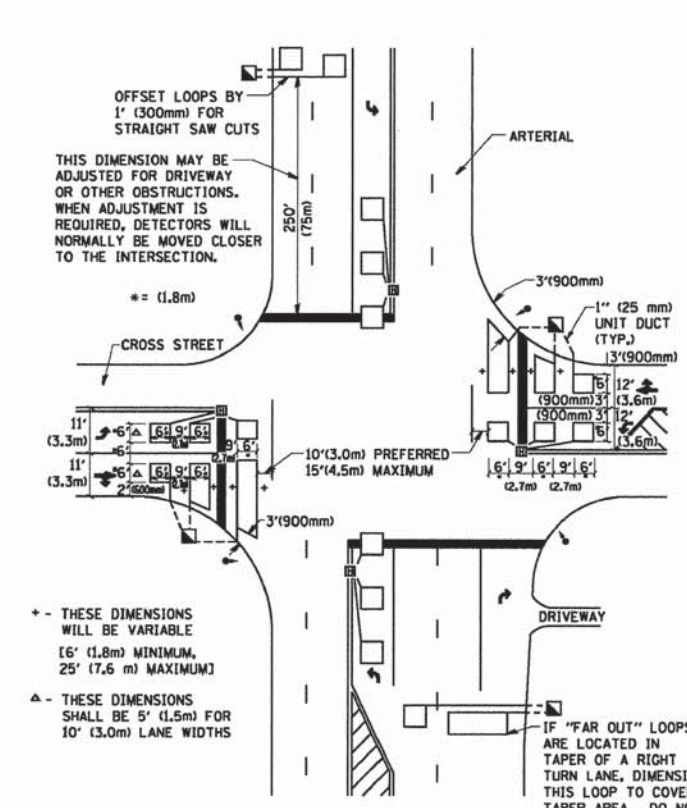 OFFSET LOOPS BY
1' (300mm) FOR
STRAIGHT SAW CUTS
THIS DIMENSION MAY BE
ADJUSTED FOR DRIVEWAY
OR OTHER OBSTRUCTIONS.
WHEN ADJUSTMENT IS
REQUIRED, DETECTORS WILL
NORMALLY BE MOVED CLOSER
TO THE INTERSECTION.
250'
(75m)
ARTERIAL
*= (1.8m)
3'(900mm)
1" (25 mm)
UNIT DUCT
(TYP.)
CROSS STREET
3'(900mm)
6'
12'
(3.6m)
(900mm)3'
(900mm)3'
12'
6'
(3.6m)
11'
(3.3m)
*6'
6'
9'
6'
*6'
9'
6'
(2.7m)
11'
(3.3m)
*6'
6'
9'
6'
2'
(600mm)
10'(3.0m) PREFERRED
15'(4.5m) MAXIMUM
6' 9' 6' 9' 6'
(2.7m) (2.7m)
3'(900mm)
+ - THESE DIMENSIONS
WILL BE VARIABLE
[6' (1.8m) MINIMUM,
25' (7.6 m) MAXIMUM]
DRIVEWAY
△ - THESE DIMENSIONS
SHALL BE 5' (1.5m) FOR
10' (3.0m) LANE WIDTHS
IF "FAR OUT" LOOPS
ARE LOCATED IN
TAPER OF A RIGHT
TURN LANE, DIMENSI
THIS LOOP TO COVE
TAPER AREA. DO N